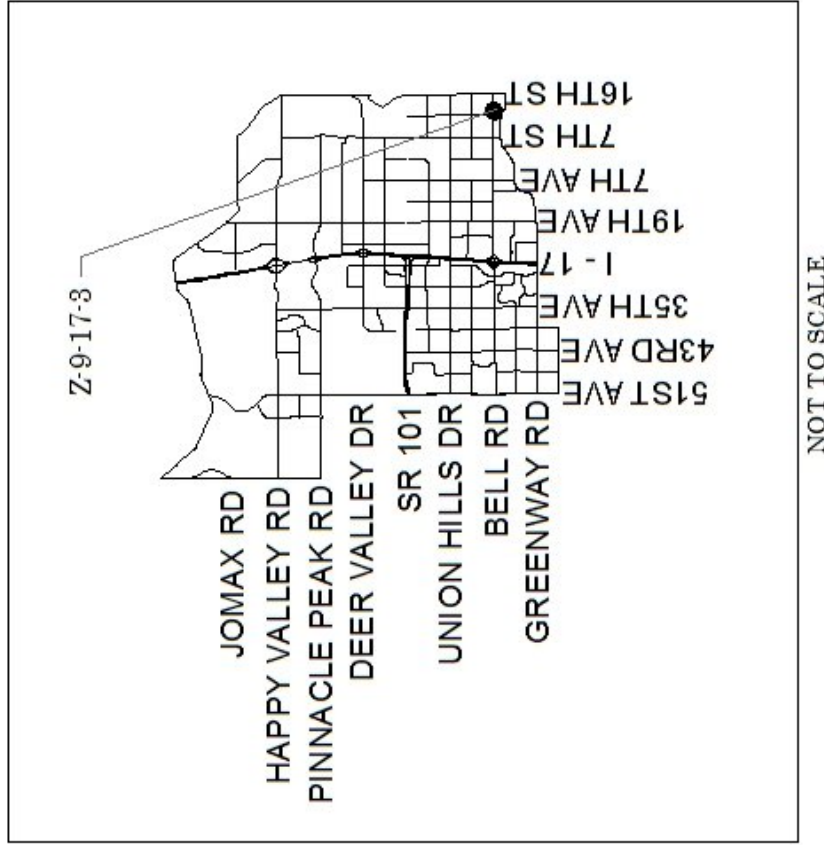 Z-9-17-3
JOMAX RD
HAPPY VALLEY RD
PINNACLE PEAK RD
DEER VALLEY DR
SR 101
UNION HILLS DR
BELL RD
GREENWAY RD
51ST AVE
43RD AVE
35TH AVE
I - 17
19TH AVE
7TH AVE
7TH ST
16TH ST
NOT TO SCALE